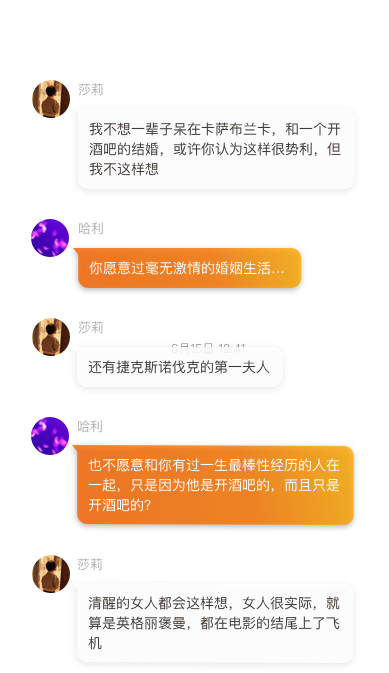 莎莉
我不想一辈子呆在卡萨布兰卡，和一个开
酒吧的结婚，或许你认为这样很势利，但
我不这样想
哈利
你愿意过毫无激情的婚姻生活…
莎莉
6月15日 12:41
还有捷克斯诺伐克的第一夫人
哈利
也不愿意和你有过一生最棒性经历的人在
一起，只是因为他是开酒吧的，而且只是
开酒吧的?
莎莉
清醒的女人都会这样想，女人很实际，就
算是英格丽褒曼，都在电影的结尾上了飞
机